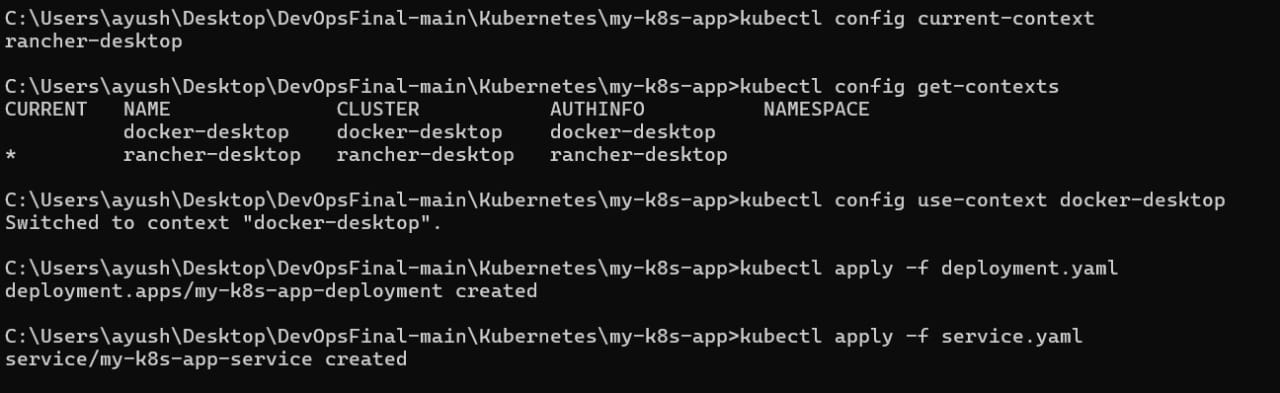 C:\Users\ayush\Desktop\DevOpsFinal-main\Kubernetes\my-k8s-app>kubectl config current-context
rancher-desktop
C:\Users\ayush\Desktop\DevOpsFinal-main\Kubernetes\my-k8s-app>kubectl config get-contexts
CURRENT   NAME              CLUSTER           AUTHINFO          NAMESPACE
          docker-desktop    docker-desktop    docker-desktop
*         rancher-desktop   rancher-desktop   rancher-desktop
C:\Users\ayush\Desktop\DevOpsFinal-main\Kubernetes\my-k8s-app>kubectl config use-context docker-desktop
Switched to context "docker-desktop".
C:\Users\ayush\Desktop\DevOpsFinal-main\Kubernetes\my-k8s-app>kubectl apply -f deployment.yaml
deployment.apps/my-k8s-app-deployment created
C:\Users\ayush\Desktop\DevOpsFinal-main\Kubernetes\my-k8s-app>kubectl apply -f service.yaml
service/my-k8s-app-service created